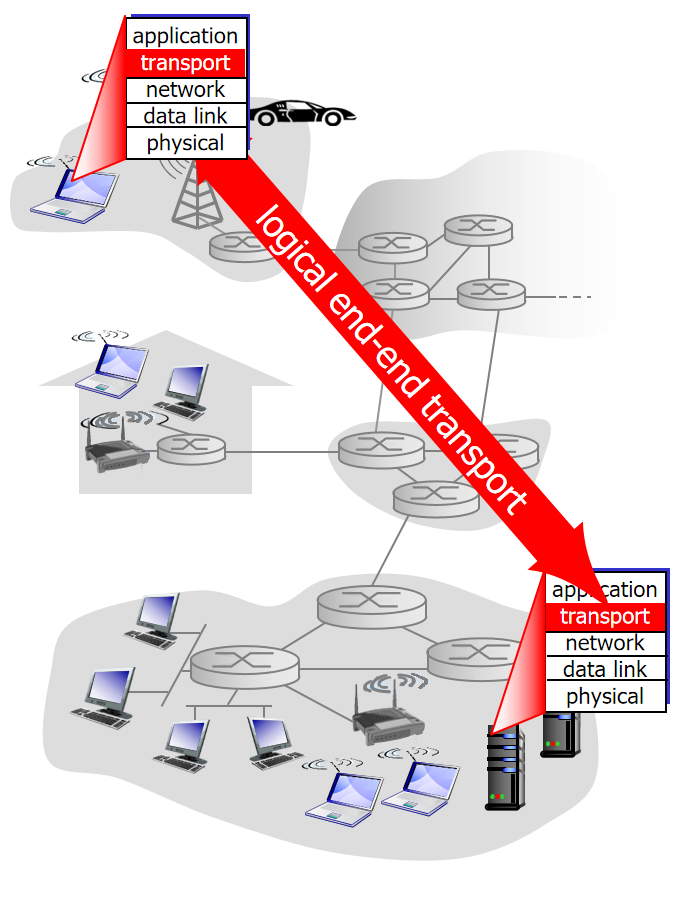 application
transport
network
data link
physical
logical end-end transport
application
transport
network
data link
physical